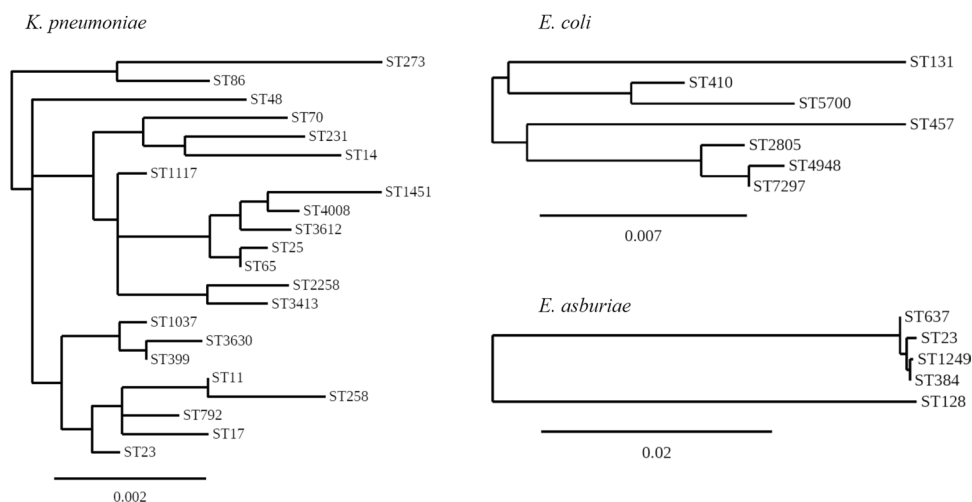 K. pneumoniae
ST273
ST86
ST48
ST70
ST231
ST14
ST1117
ST1451
ST4008
ST3612
ST25
ST65
ST2258
ST3413
ST1037
ST3630
ST399
ST11
ST258
ST792
ST17
ST23
0.002
E. coli
ST131
ST410
ST5700
ST457
ST2805
ST4948
ST7297
0.007
E. asburiae
ST637
ST23
ST1249
ST384
ST128
0.02